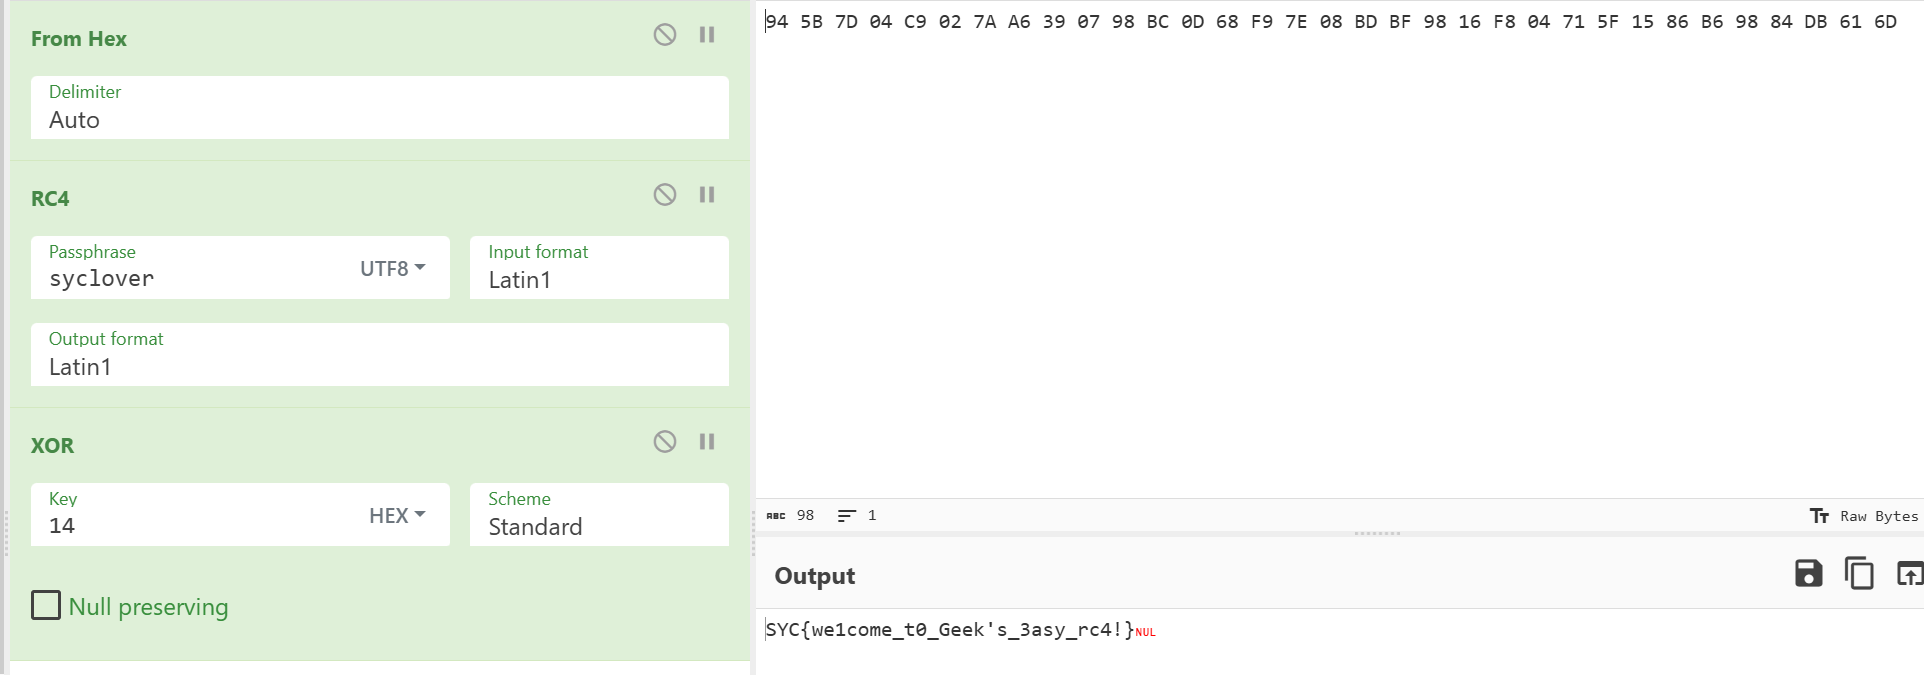 From Hex
Delimiter
Auto
RC4
Passphrase
syclover
UTF8
Input format
Latin1
Output format
Latin1
XOR
Key
14
HEX
Scheme
Standard
Null preserving
94 5B 7D 04 C9 02 7A A6 39 07 98 BC 0D 68 F9 7E 08 BD BF 98 16 F8 04 71 5F 15 86 B6 98 84 DB 61 6D
ABC 98 1
Tт Raw Bytes
Output
SYC{we1come_t0_Geek's_3asy_rc4!}NUL